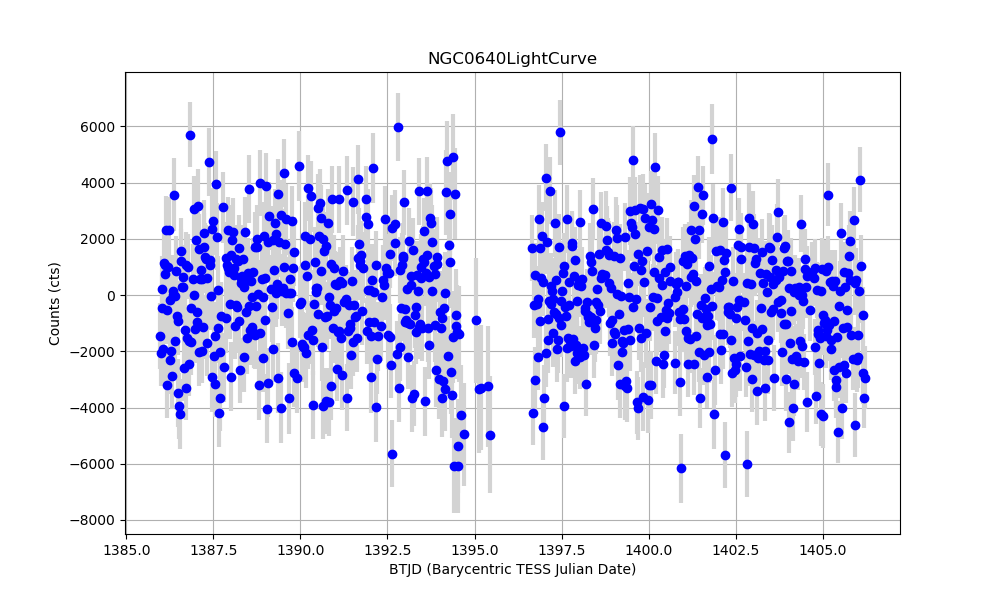 NGC0640LightCurve
Counts (cts)
6000
4000
2000
0
−2000
−4000
−6000
−8000
1385.0 1387.5 1390.0 1392.5 1395.0 1397.5 1400.0 1402.5 1405.0
BTJD (Barycentric TESS Julian Date)